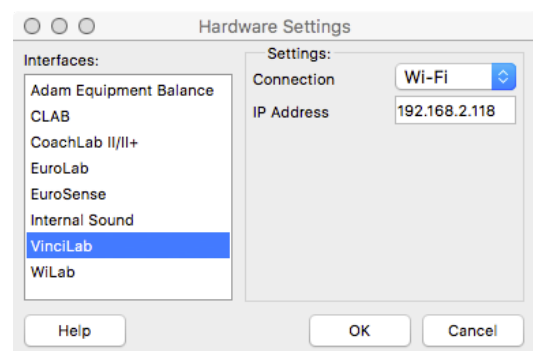 Hardware Settings
Interfaces:
Adam Equipment Balance
CLAB
CoachLab II/II+
EuroLab
EuroSense
Internal Sound
VinciLab
WiLab
Settings:
Connection Wi-Fi
IP Address 192.168.2.118
Help OK Cancel